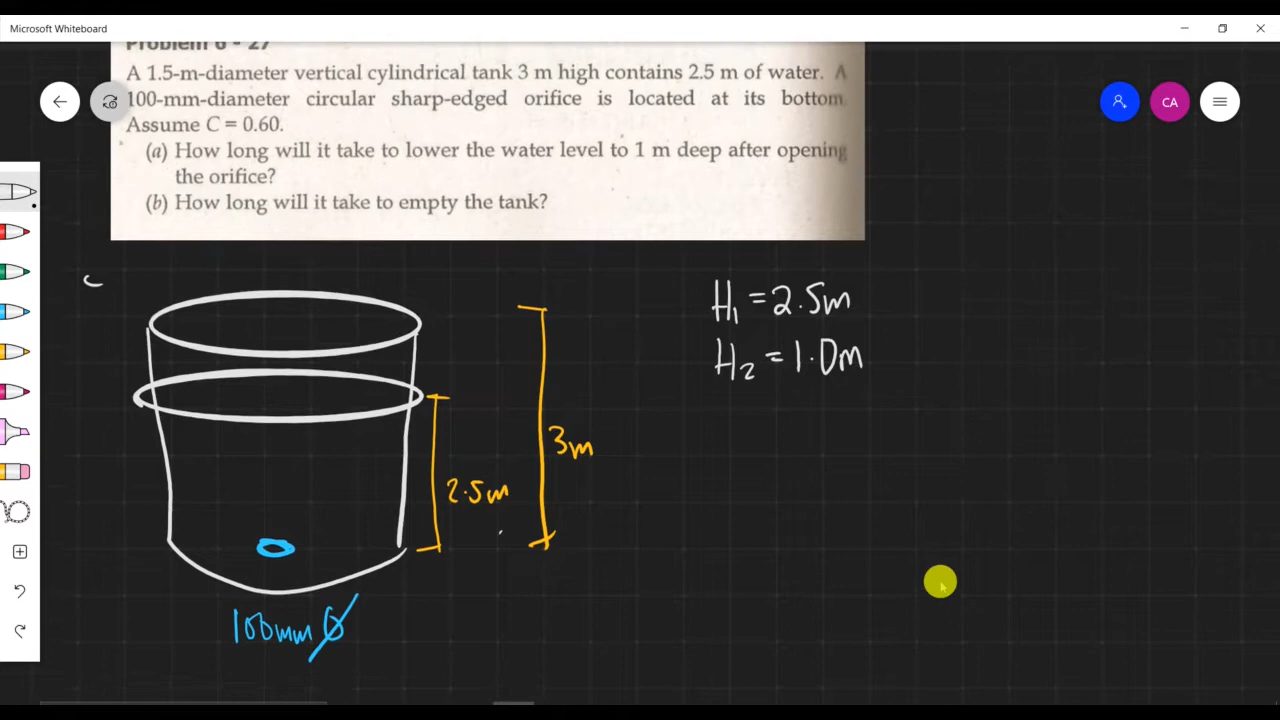 Microsoft Whiteboard
Problem 6 - 27
A 1.5-m-diameter vertical cylindrical tank 3 m high contains 2.5 m of water. A
100-mm-diameter circular sharp-edged orifice is located at its bottom.
Assume C = 0.60.
(a) How long will it take to lower the water level to 1 m deep after opening
the orifice?
(b) How long will it take to empty the tank?
CA
H₁ = 2.5m
H₂ = 1.0m
3m
2.5m
100mm Ø